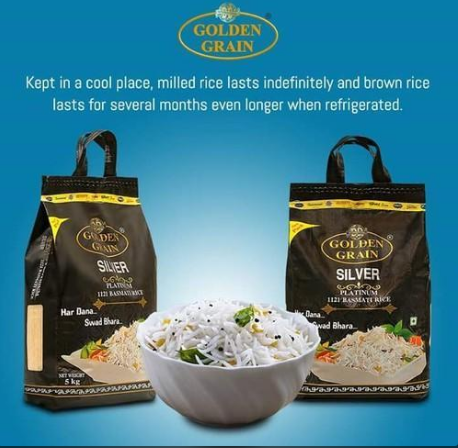 GOLDEN
GRAIN
®
Kept in a cool place, milled rice lasts indefinitely and brown rice
lasts for several months even longer when refrigerated.
GOLDEN
GRAIN
SILVER
PLATINUM
1121 BASMATI RICE
Har Dana...
Swad Bhara...
NET WEIGHT
5 kg
GOLDEN
GRAIN
SILVER
PLATINUM
1121 BASMATI RICE
Har Dana...
Swad Bhara...